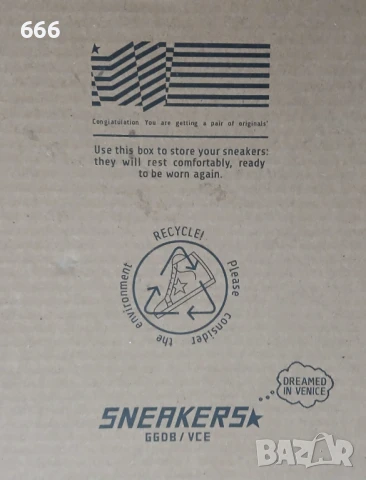 666
Congratulation. You are getting a pair of originals'
Use this box to store your sneakers:
they will rest comfortably, ready
to be worn again.
RECYCLE!
Please consider the environment
DREAMED
IN VENICE
SNEAKERS
GGDB/VCE
BAZAR